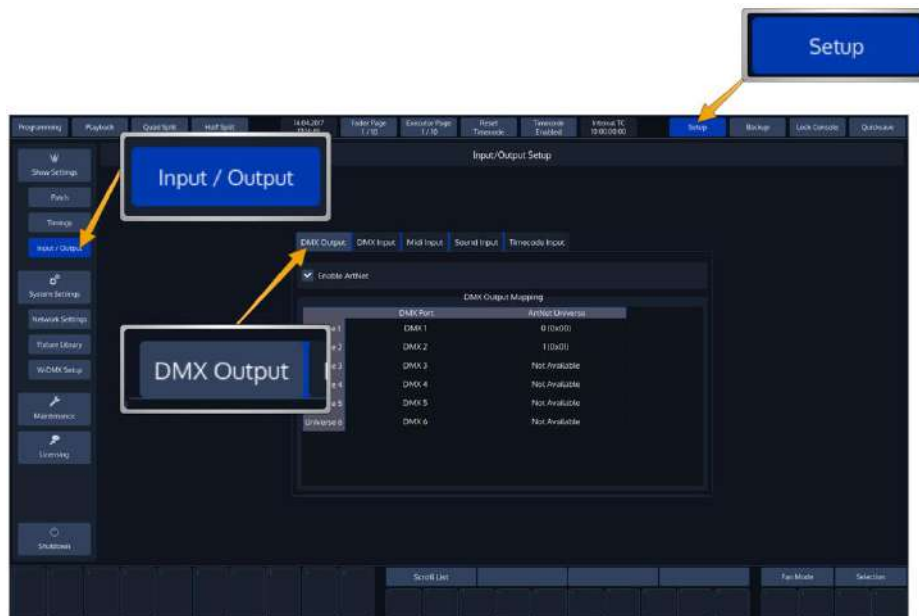 Setup
Programming Playback Quad Split Half Split 14.04.2017 Fader Page 1 / 10 Executor Page 1 / 10 Reset Timecode Timecode Enabled Internal TC 10:00:00:00 Setup Backup Lock Console Quicksave
Input/Output Setup
Show Settings
Input / Output
Patch
Timings
Input / Output
DMX Output DMX Input Midi Input Sound Input Timecode Input
Enable ArtNet
System Settings
DMX Output Mapping
DMX Port ArtNet Universe
Network Settings
DMX 1 0 (0x00)
Fixture Library
DMX 2 1 (0x01)
W-DMX Setup
DMX Output
DMX 3 Not Available
DMX 4 Not Available
Maintenance
DMX 5 Not Available
Universe 6 DMX 6 Not Available
Licensing
Shutdown
Scroll List Fan Mode Selection